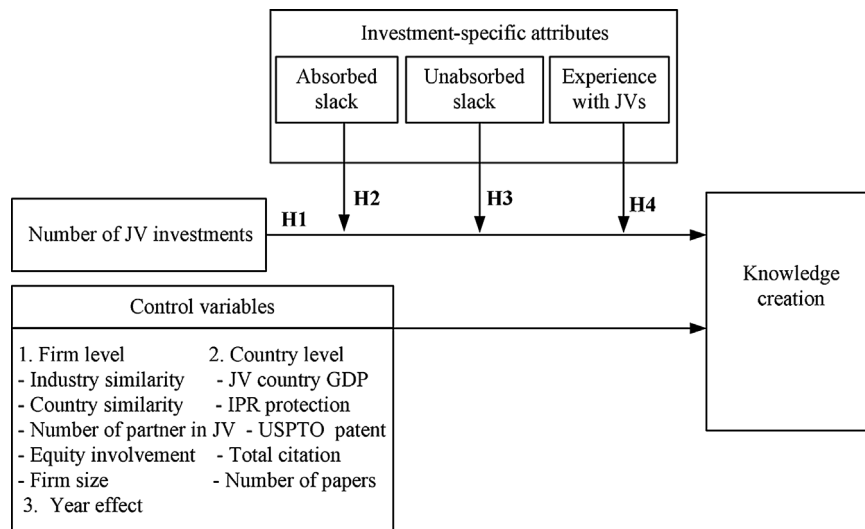 Investment-specific attributes
Absorbed
slack
Unabsorbed
slack
Experience
with JVs
H2
H3
H4
H1
Number of JV investments
Knowledge
creation
Control variables
1. Firm level 2. Country level
- Industry similarity - JV country GDP
- Country similarity - IPR protection
- Number of partner in JV - USPTO patent
- Equity involvement - Total citation
- Firm size - Number of papers
3. Year effect